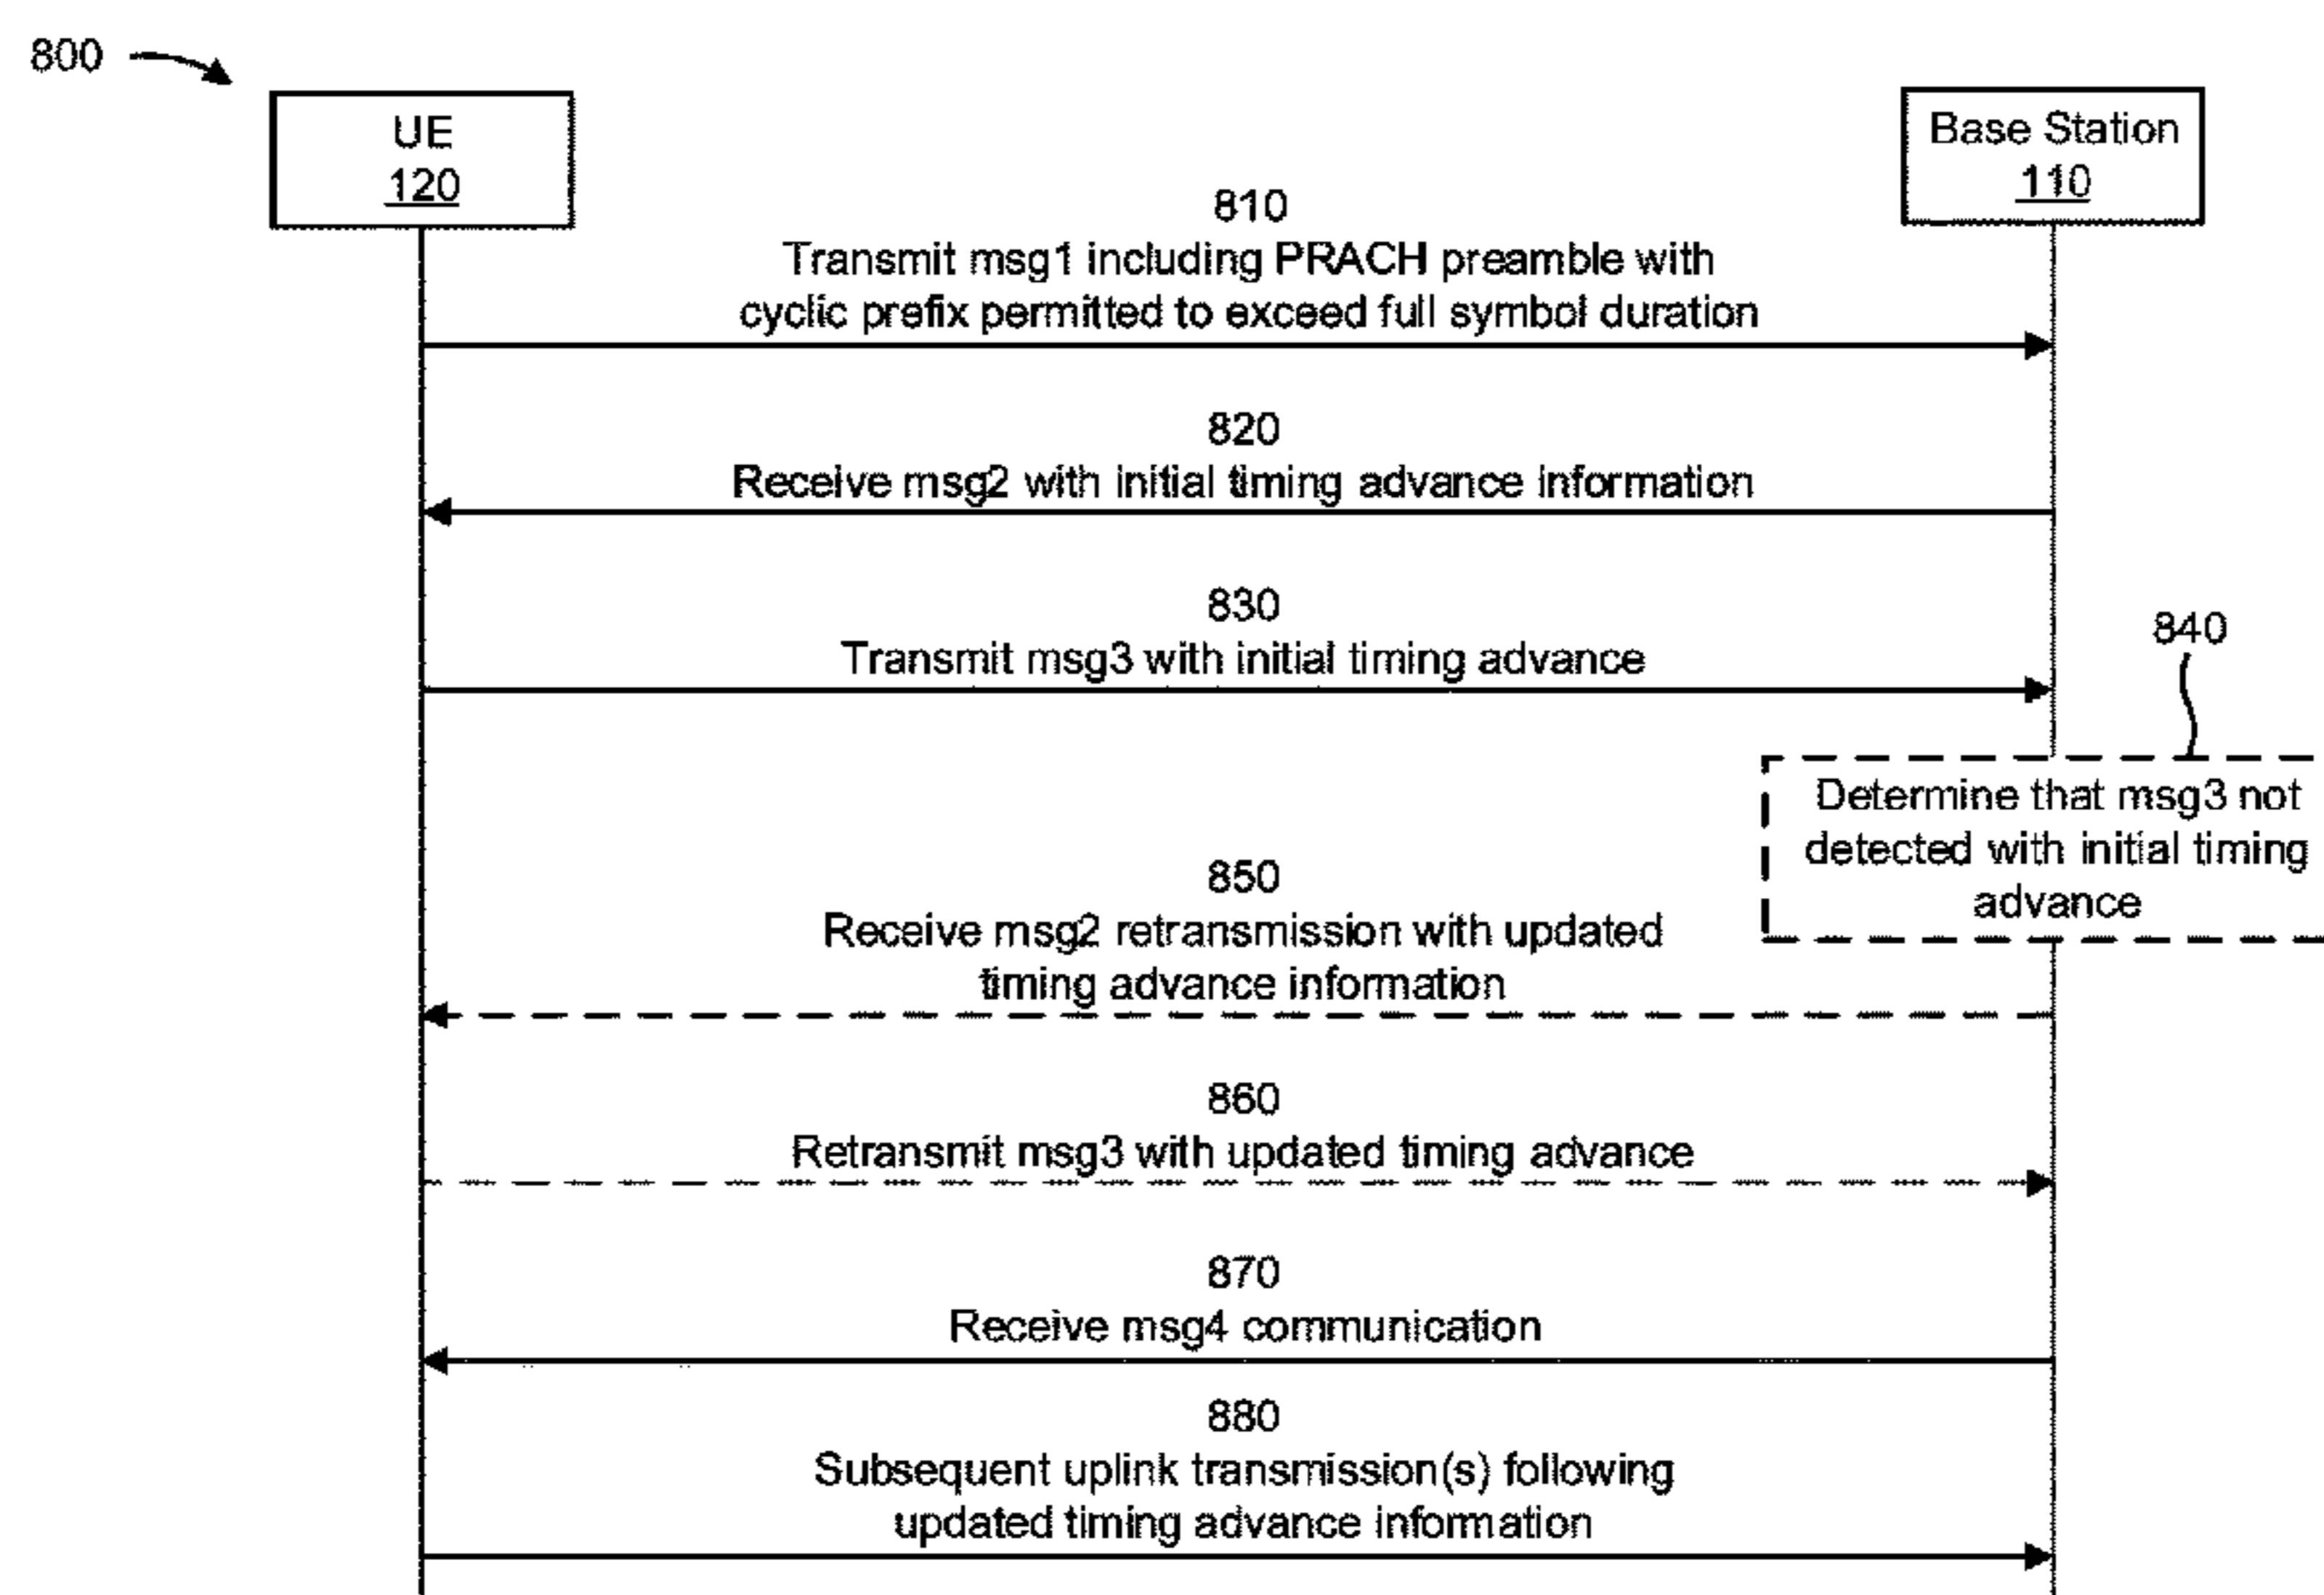 800
UE
120
Base Station
110
810
Transmit msg1 including PRACH preamble with
cyclic prefix permitted to exceed full symbol duration
820
Receive msg2 with initial timing advance information
830
Transmit msg3 with initial timing advance
840
Determine that msg3 not
detected with initial timing
advance
850
Receive msg2 retransmission with updated
timing advance information
860
Retransmit msg3 with updated timing advance
870
Receive msg4 communication
880
Subsequent uplink transmission(s) following
updated timing advance information